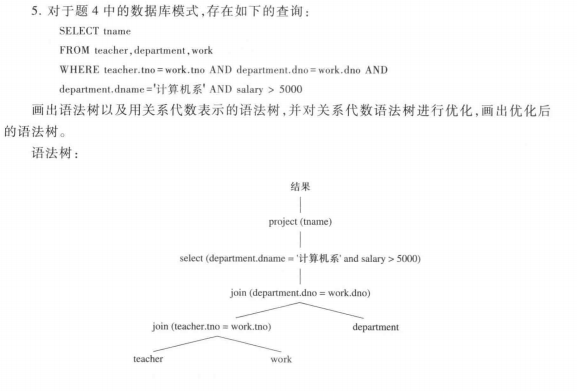 5. 对于题 4 中的数据库模式,存在如下的查询:
SELECT tname
FROM teacher,department,work
WHERE teacher.tno=work.tno AND department.dno=work.dno AND
department.dname='计算机系' AND salary > 5000
画出语法树以及用关系代数表示的语法树,并对关系代数语法树进行优化,画出优化后
的语法树。
语法树:
结果
project (tname)
select (department.dname = '计算机系' and salary > 5000)
join (department.dno = work.dno)
join (teacher.tno = work.tno) department
teacher work